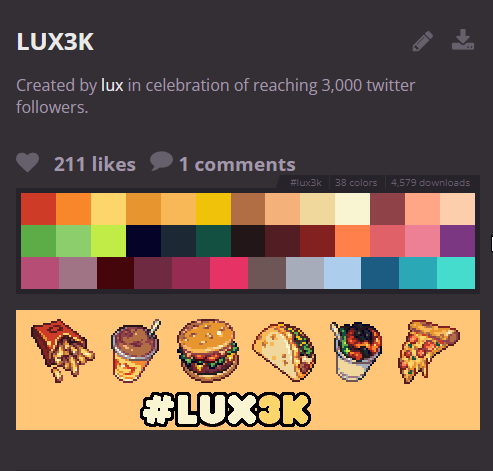 LUX3K
Created by lux in celebration of reaching 3,000 twitter
followers.
211 likes 1 comments
#lux3k 38 colors 4,579 downloads
#LUX3K